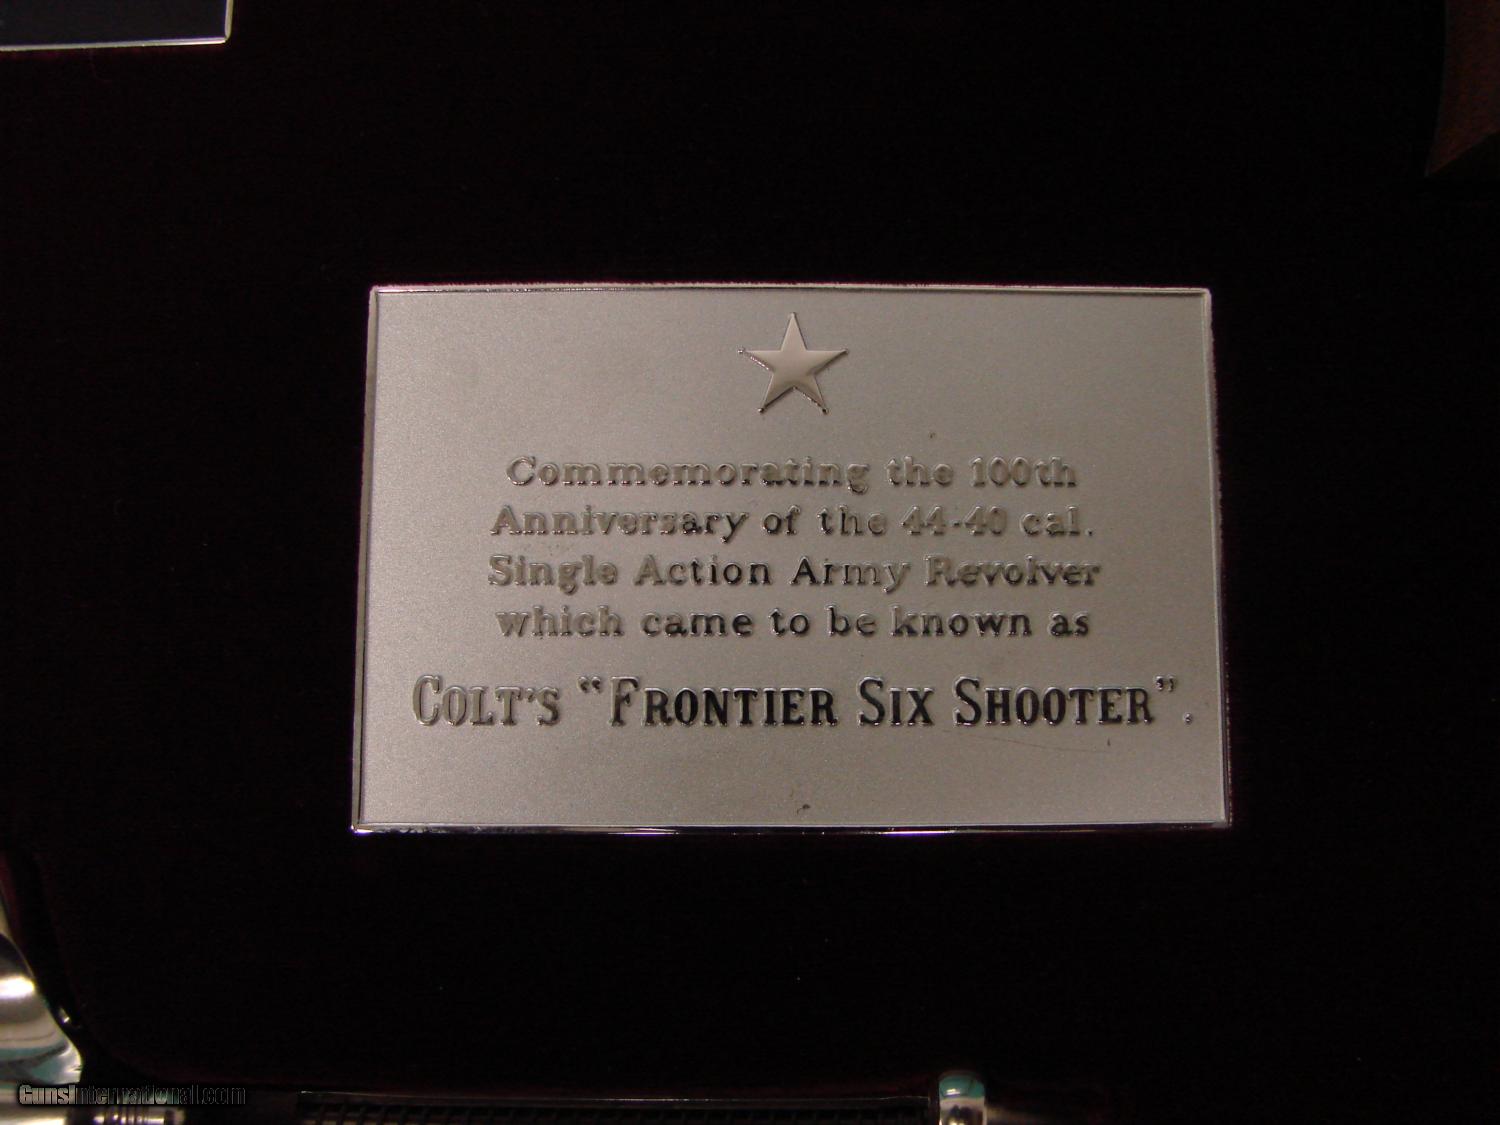 Commemorating the 100th
Anniversary of the 44-40 cal.
Single Action Army Revolver
which came to be known as
COLT'S "FRONTIER SIX SHOOTER".
GunsInternational.com